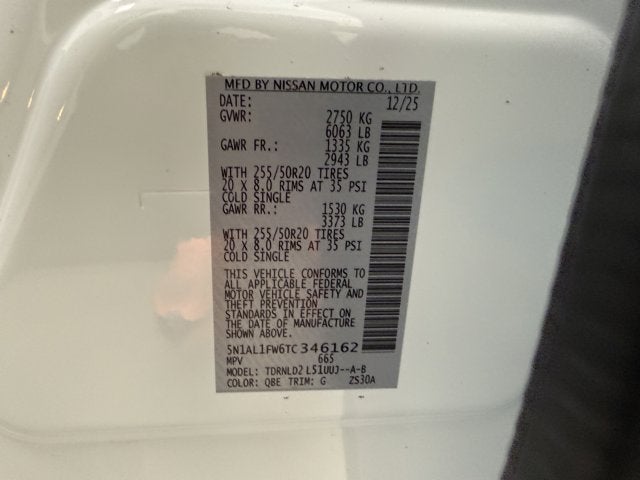 MFD BY NISSAN MOTOR CO., LTD.
DATE: 12/25
GVWR: 2750 KG
6063 LB
GAWR FR.: 1335 KG
2943 LB
WITH 255/50R20 TIRES
20 X 8.0 RIMS AT 35 PSI
COLD SINGLE
GAWR RR.: 1530 KG
3373 LB
WITH 255/50R20 TIRES
20 X 8.0 RIMS AT 35 PSI
COLD SINGLE
THIS VEHICLE CONFORMS TO
ALL APPLICABLE FEDERAL
MOTOR VEHICLE SAFETY AND
THEFT PREVENTION
STANDARDS IN EFFECT ON
THE DATE OF MANUFACTURE
SHOWN ABOVE.
5N1AL1FW6TC346162
MPV 665
MODEL: TDRNLD2 L51UUJ--A-B
COLOR: QBE TRIM: G ZS30A